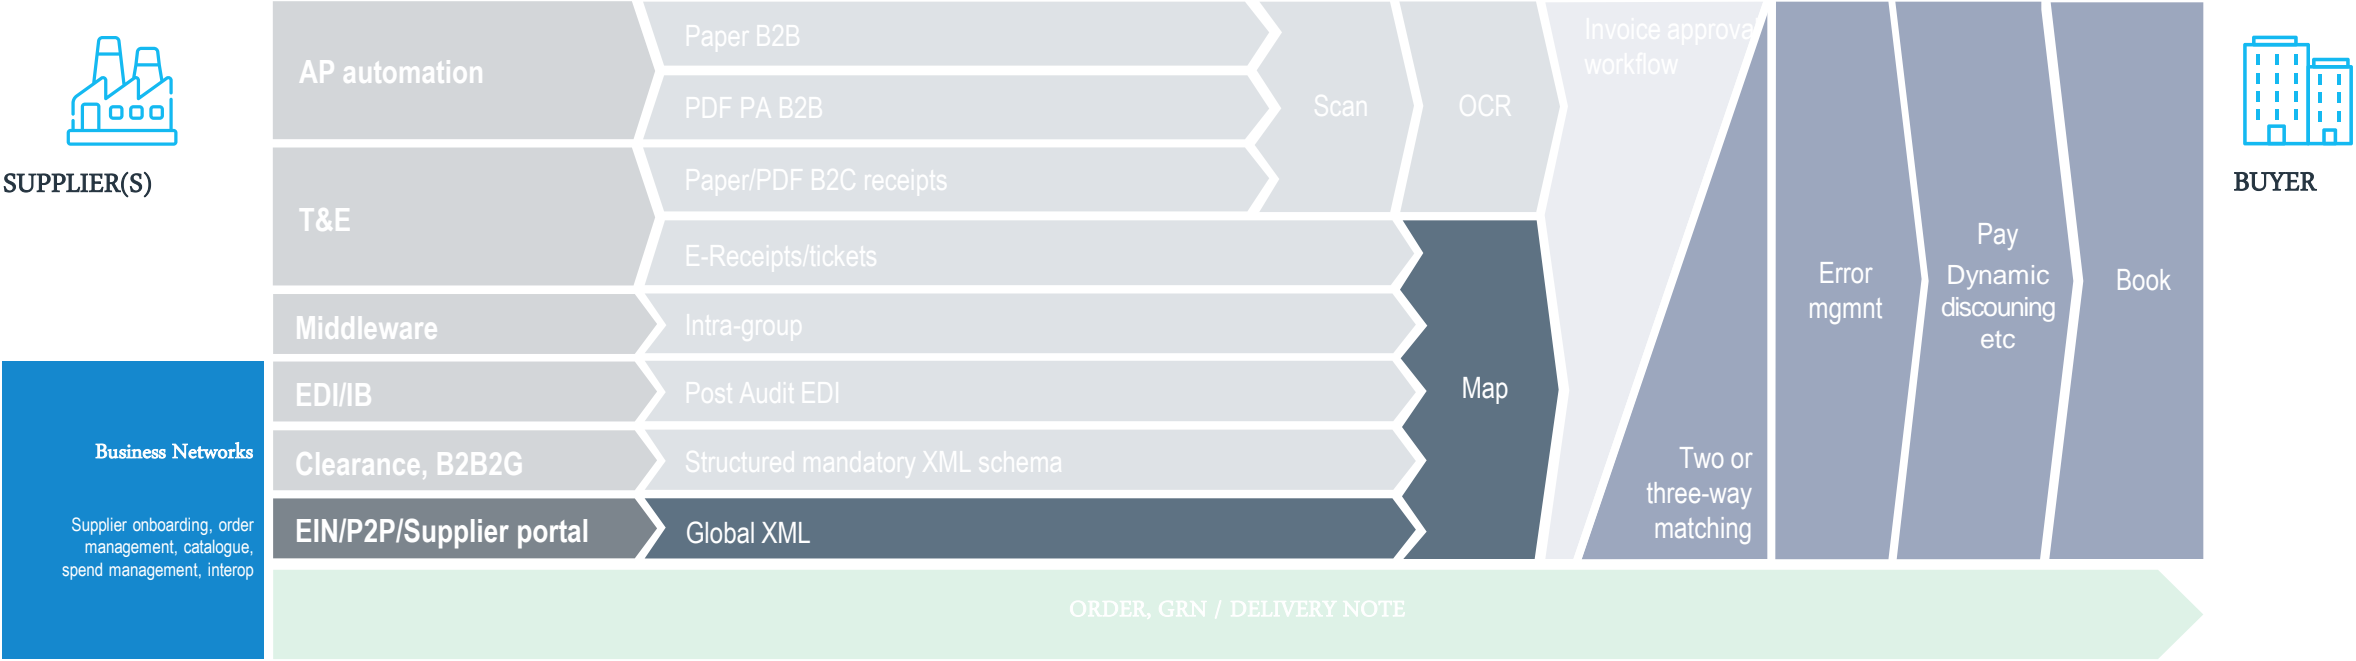 SUPPLIER(S)
Business Networks
Supplier onboarding, order
management, catalogue,
spend management, interop
AP automation
T&E
Middleware
EDI/IB
Clearance, B2B2G
EIN/P2P/Supplier portal
Paper B2B
PDF PA B2B
Paper/PDF B2C receipts
E-Receipts/tickets
Intra-group
Post Audit EDI
Structured mandatory XML schema
Global XML
Scan
OCR
Map
Invoice approval
workflow
Two or
three-way
matching
Error
mgmnt
Pay
Dynamic
discouning
etc
Book
BUYER
ORDER, GRN / DELIVERY NOTE